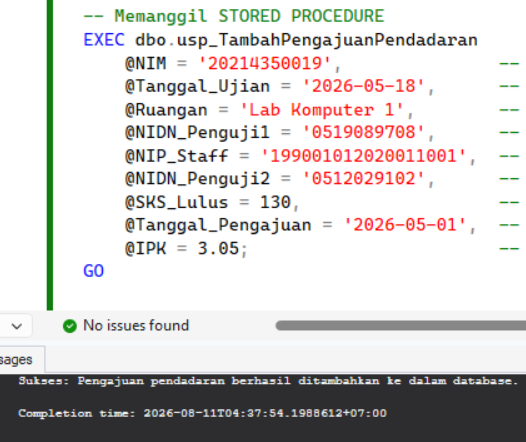 -- Memanggil STORED PROCEDURE
EXEC dbo.usp_TambahPengajuanPendadaran
@NIM = '20214350019', --
@Tanggal_Ujian = '2026-05-18', --
@Ruangan = 'Lab Komputer 1', --
@NIDN_Penguji1 = '0519089708', --
@NIP_Staff = '199001012020011001', --
@NIDN_Penguji2 = '0512029102', --
@SKS_Lulus = 130, --
@Tanggal_Pengajuan = '2026-05-01', --
@IPK = 3.05; --
GO
No issues found
sages
Sukses: Pengajuan pendadaran berhasil ditambahkan ke dalam database.
Completion time: 2026-08-11T04:37:54.1988612+07:00